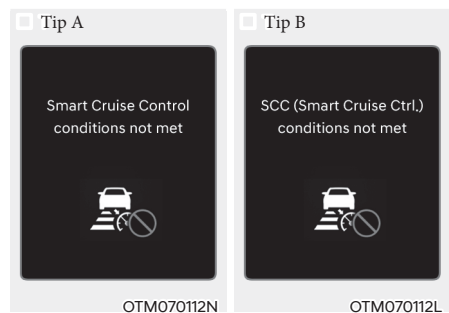 Tip A
Smart Cruise Control
conditions not met
OTM070112N
Tip B
SCC (Smart Cruise Ctrl.)
conditions not met
OTM070112L